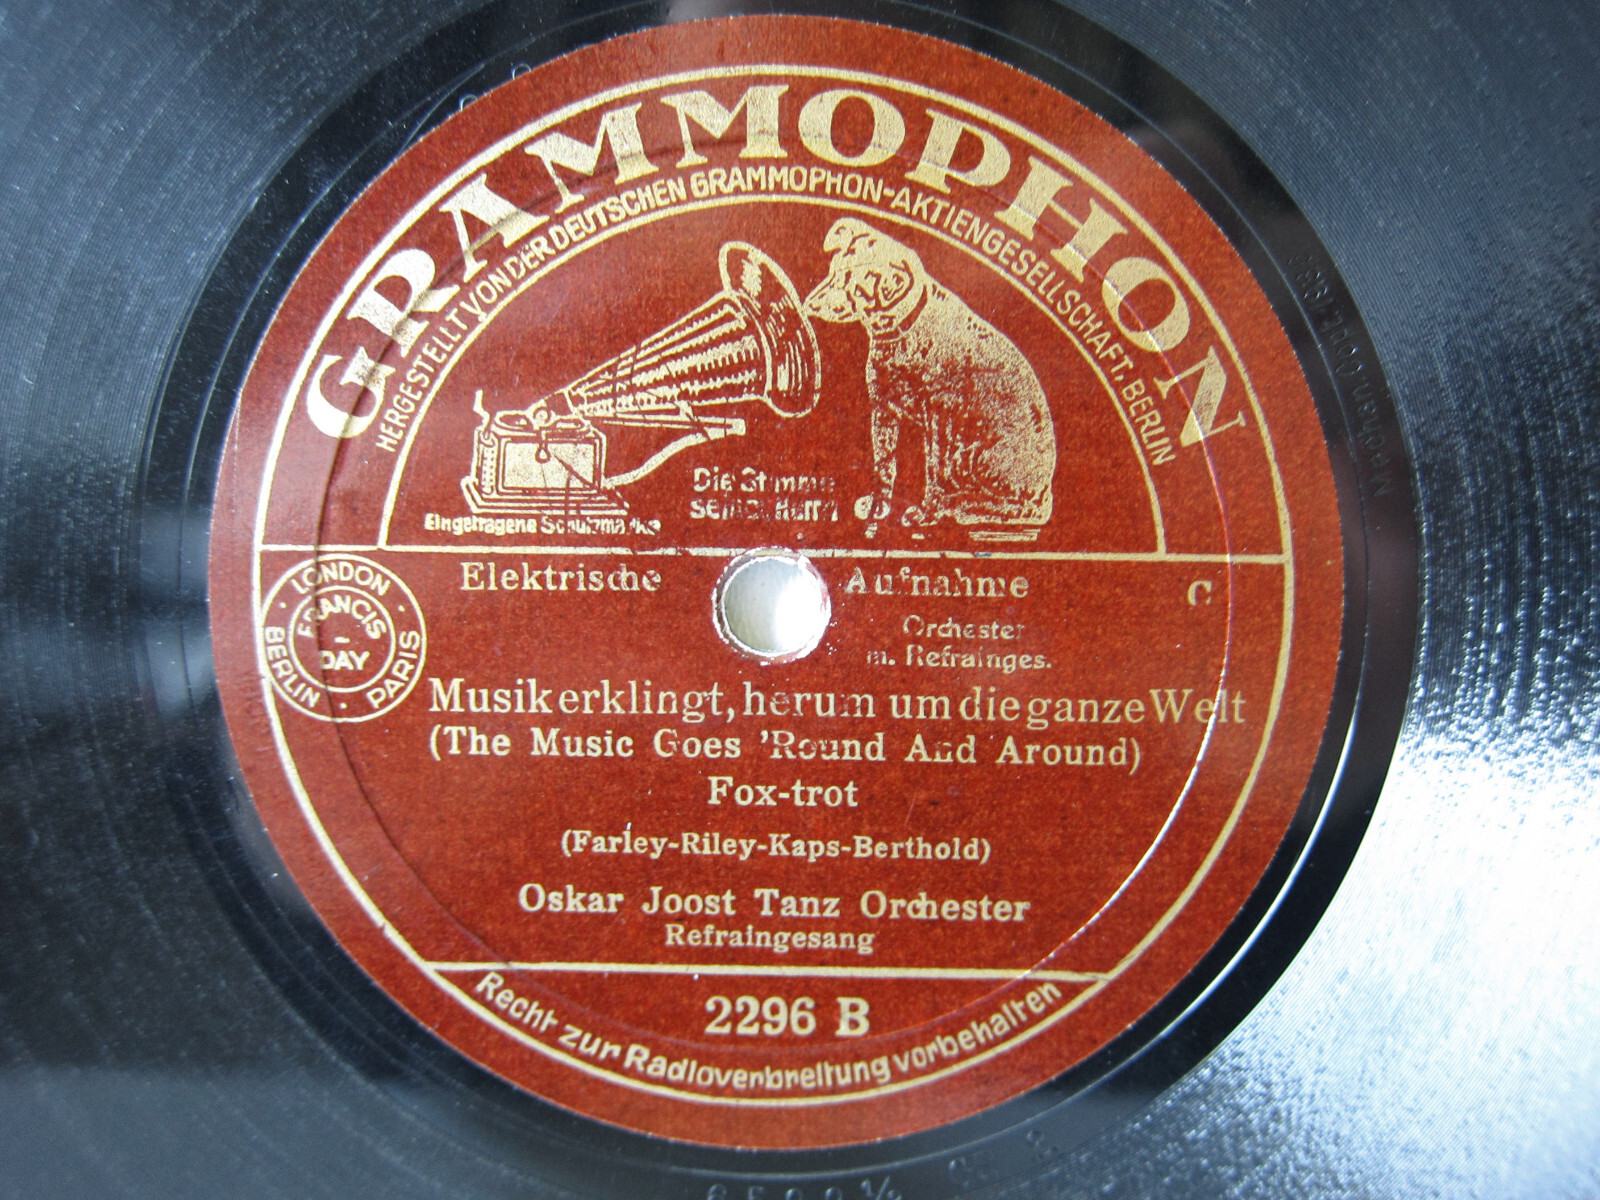 GRAMMOPHON
HERGESTELLT VON DER DEUTSCHEN GRAMMOPHON-AKTIENGESELLSCHAFT. BERLIN
Die Stimme
seines Herrn
Eingetragene Schutzmarke
Elektrische Aufnahme C
Orchester
m. Refrainges.
LONDON · PARIS · BERLIN ·
FRANCIS
-
DAY
Musik erklingt, herum um die ganze Welt
(The Music Goes 'Round And Around)
Fox-trot
(Farley-Riley-Kaps-Berthold)
Oskar Joost Tanz Orchester
Refraingesang
2296 B
Recht zur Radioverbreitung vorbehalten